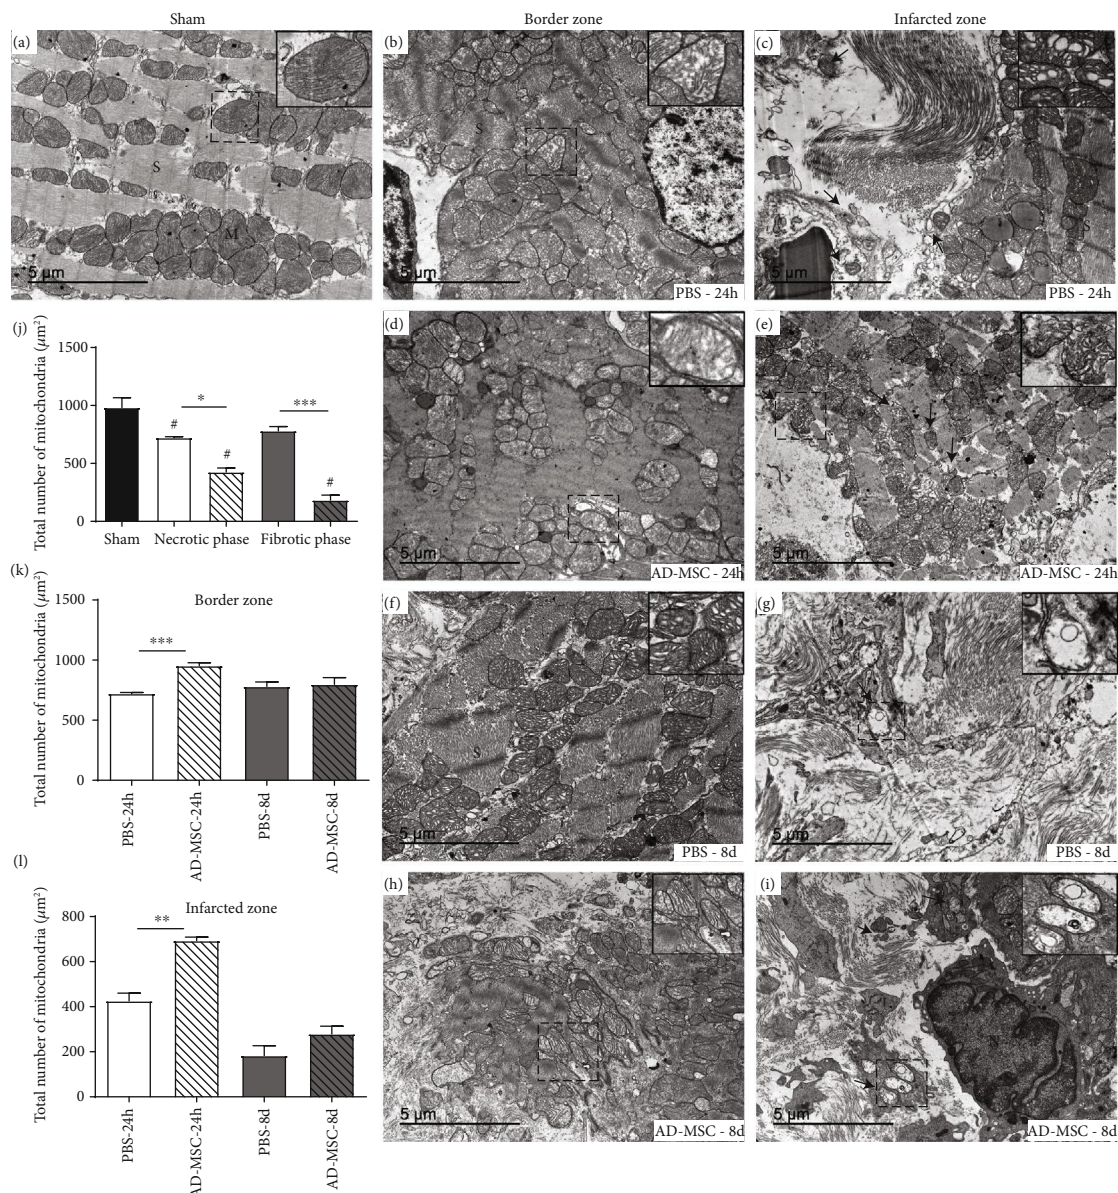 Sham
Border zone
Infarcted zone
(a)
S
M
5 μm
(b)
S
5 μm
PBS - 24h
(c)
S
5 μm
PBS - 24h
(j)
Total number of mitochondria (μm²)
1500
1000
500
0
#
*
#
***
#
Sham
Necrotic phase
Fibrotic phase
(d)
5 μm
AD-MSC - 24h
(e)
5 μm
AD-MSC - 24h
(k)
Border zone
Total number of mitochondria (μm²)
1500
1000
500
0
***
PBS-24h
AD-MSC-24h
PBS-8d
AD-MSC-8d
(f)
S
5 μm
PBS - 8d
(g)
5 μm
PBS - 8d
(l)
Infarcted zone
Total number of mitochondria (μm²)
800
600
400
200
0
**
PBS-24h
AD-MSC-24h
PBS-8d
AD-MSC-8d
(h)
5 μm
AD-MSC - 8d
(i)
5 μm
AD-MSC - 8d